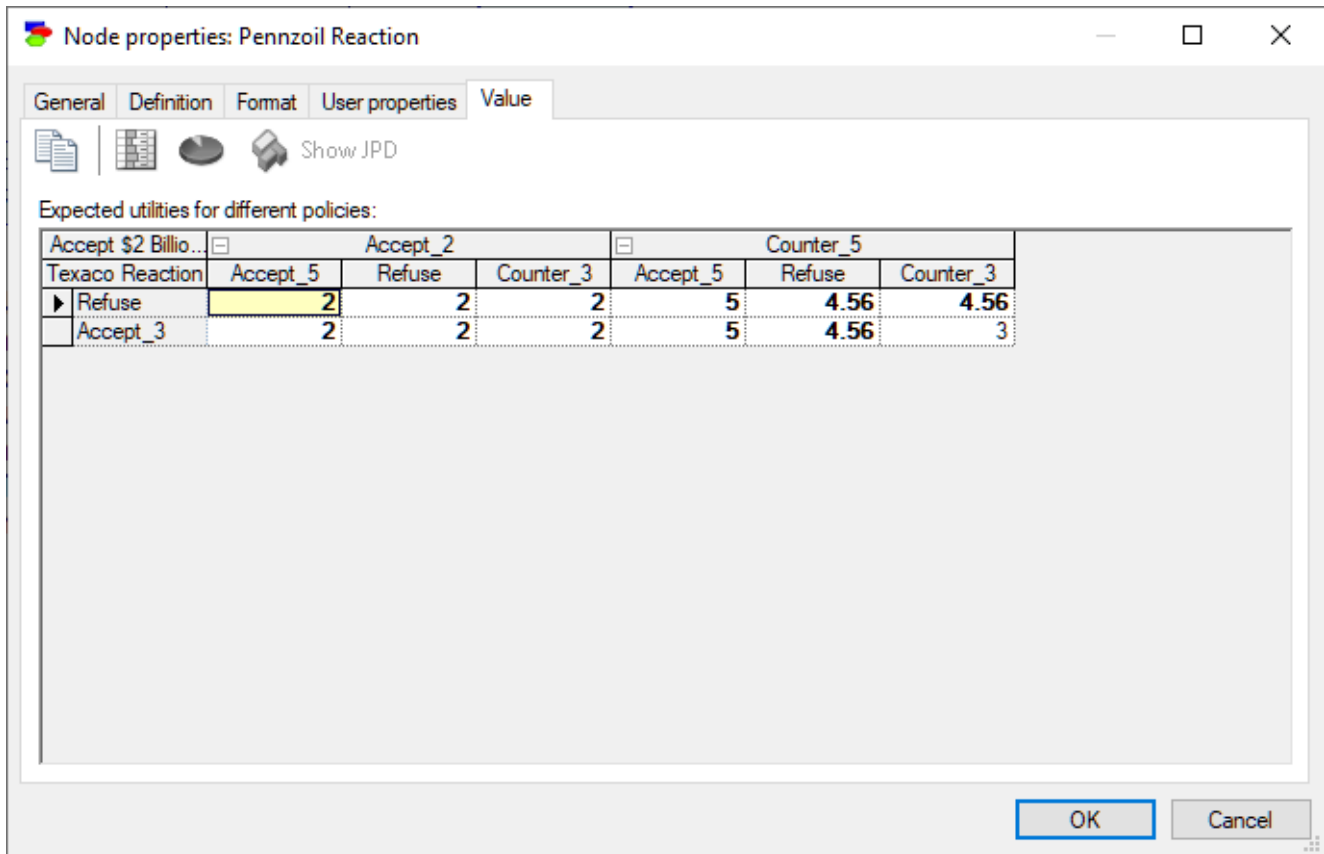 Node properties: Pennzoil Reaction
General Definition Format User properties Value
Show JPD
Expected utilities for different policies:
Accept $2 Billio... Accept_2 Counter_5
Texaco Reaction Accept_5 Refuse Counter_3 Accept_5 Refuse Counter_3
Refuse 2 2 2 5 4.56 4.56
Accept_3 2 2 2 5 4.56 3
OK Cancel